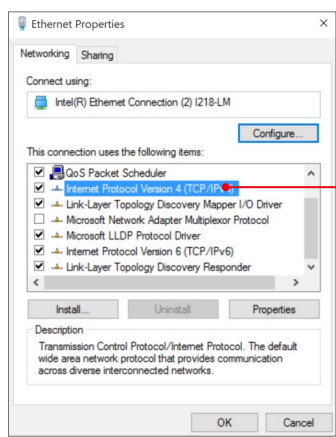 Ethernet Properties
Networking Sharing
Connect using:
Intel(R) Ethernet Connection (2) I218-LM
Configure...
This connection uses the following items:
QoS Packet Scheduler
Internet Protocol Version 4 (TCP/IPv4)
Link-Layer Topology Discovery Mapper I/O Driver
Microsoft Network Adapter Multiplexor Protocol
Microsoft LLDP Protocol Driver
Internet Protocol Version 6 (TCP/IPv6)
Link-Layer Topology Discovery Responder
Install... Uninstall Properties
Description
Transmission Control Protocol/Internet Protocol. The default
wide area network protocol that provides communication
across diverse interconnected networks.
OK Cancel